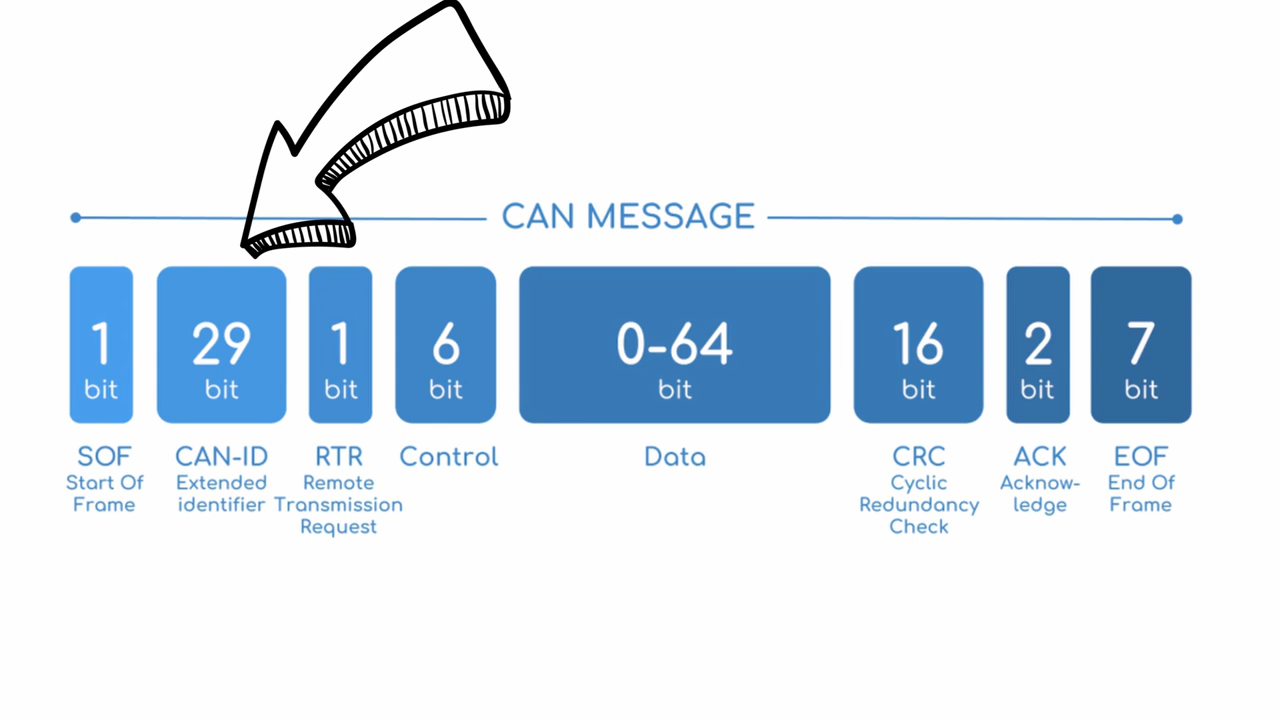 CAN MESSAGE
1
bit
29
bit
1
bit
6
bit
0-64
bit
16
bit
2
bit
7
bit
SOF
Start Of
Frame
CAN-ID
Extended
identifier
RTR
Remote
Transmission
Request
Control
Data
CRC
Cyclic
Redundancy
Check
ACK
Acknow-
ledge
EOF
End Of
Frame